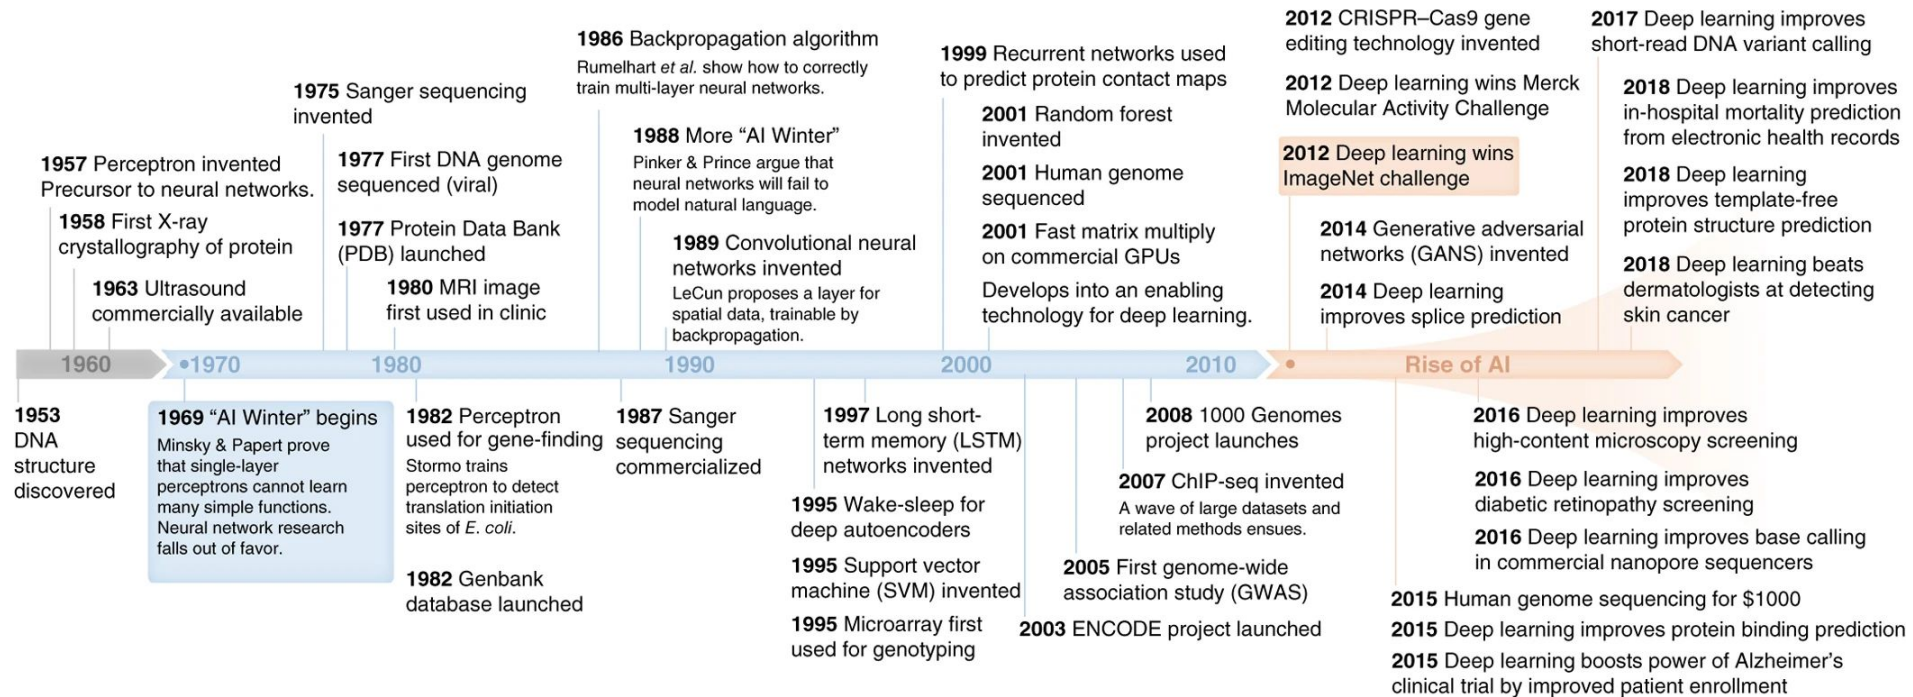 1957 Perceptron invented
Precursor to neural networks.
1958 First X-ray
crystallography of protein
1963 Ultrasound
commercially available
1975 Sanger sequencing
invented
1977 First DNA genome
sequenced (viral)
1977 Protein Data Bank
(PDB) launched
1980 MRI image
first used in clinic
1986 Backpropagation algorithm
Rumelhart et al. show how to correctly
train multi-layer neural networks.
1988 More “AI Winter”
Pinker & Prince argue that
neural networks will fail to
model natural language.
1989 Convolutional neural
networks invented
LeCun proposes a layer for
spatial data, trainable by
backpropagation.
1999 Recurrent networks used
to predict protein contact maps
2001 Random forest
invented
2001 Human genome
sequenced
2001 Fast matrix multiply
on commercial GPUs
Develops into an enabling
technology for deep learning.
2012 CRISPR–Cas9 gene
editing technology invented
2012 Deep learning wins Merck
Molecular Activity Challenge
2012 Deep learning wins
ImageNet challenge
2014 Generative adversarial
networks (GANS) invented
2014 Deep learning
improves splice prediction
2017 Deep learning improves
short-read DNA variant calling
2018 Deep learning improves
in-hospital mortality prediction
from electronic health records
2018 Deep learning
improves template-free
protein structure prediction
2018 Deep learning beats
dermatologists at detecting
skin cancer
1960
1970
1980
1990
2000
2010
Rise of AI
1953
DNA
structure
discovered
1969 “AI Winter” begins
Minsky & Papert prove
that single-layer
perceptrons cannot learn
many simple functions.
Neural network research
falls out of favor.
1982 Perceptron
used for gene-finding
Stormo trains
perceptron to detect
translation initiation
sites of E. coli.
1982 Genbank
database launched
1987 Sanger
sequencing
commercialized
1997 Long short-
term memory (LSTM)
networks invented
1995 Wake-sleep for
deep autoencoders
1995 Support vector
machine (SVM) invented
1995 Microarray first
used for genotyping
2008 1000 Genomes
project launches
2007 ChIP-seq invented
A wave of large datasets and
related methods ensues.
2005 First genome-wide
association study (GWAS)
2003 ENCODE project launched
2016 Deep learning improves
high-content microscopy screening
2016 Deep learning improves
diabetic retinopathy screening
2016 Deep learning improves base calling
in commercial nanopore sequencers
2015 Human genome sequencing for $1000
2015 Deep learning improves protein binding prediction
2015 Deep learning boosts power of Alzheimer’s
clinical trial by improved patient enrollment